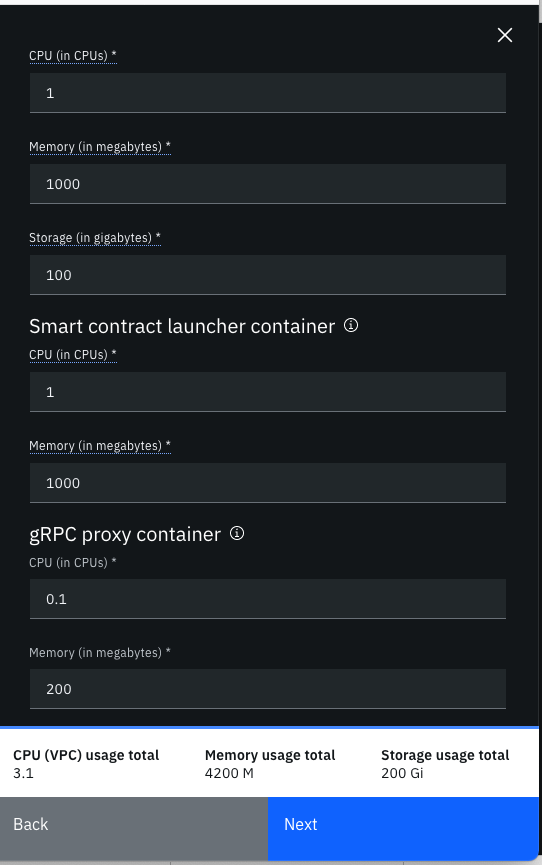 CPU (in CPUs) *
1
Memory (in megabytes) *
1000
Storage (in gigabytes) *
100
Smart contract launcher container
CPU (in CPUs) *
1
Memory (in megabytes) *
1000
gRPC proxy container
CPU (in CPUs) *
0.1
Memory (in megabytes) *
200
CPU (VPC) usage total Memory usage total Storage usage total
3.1 4200 M 200 Gi
Back Next